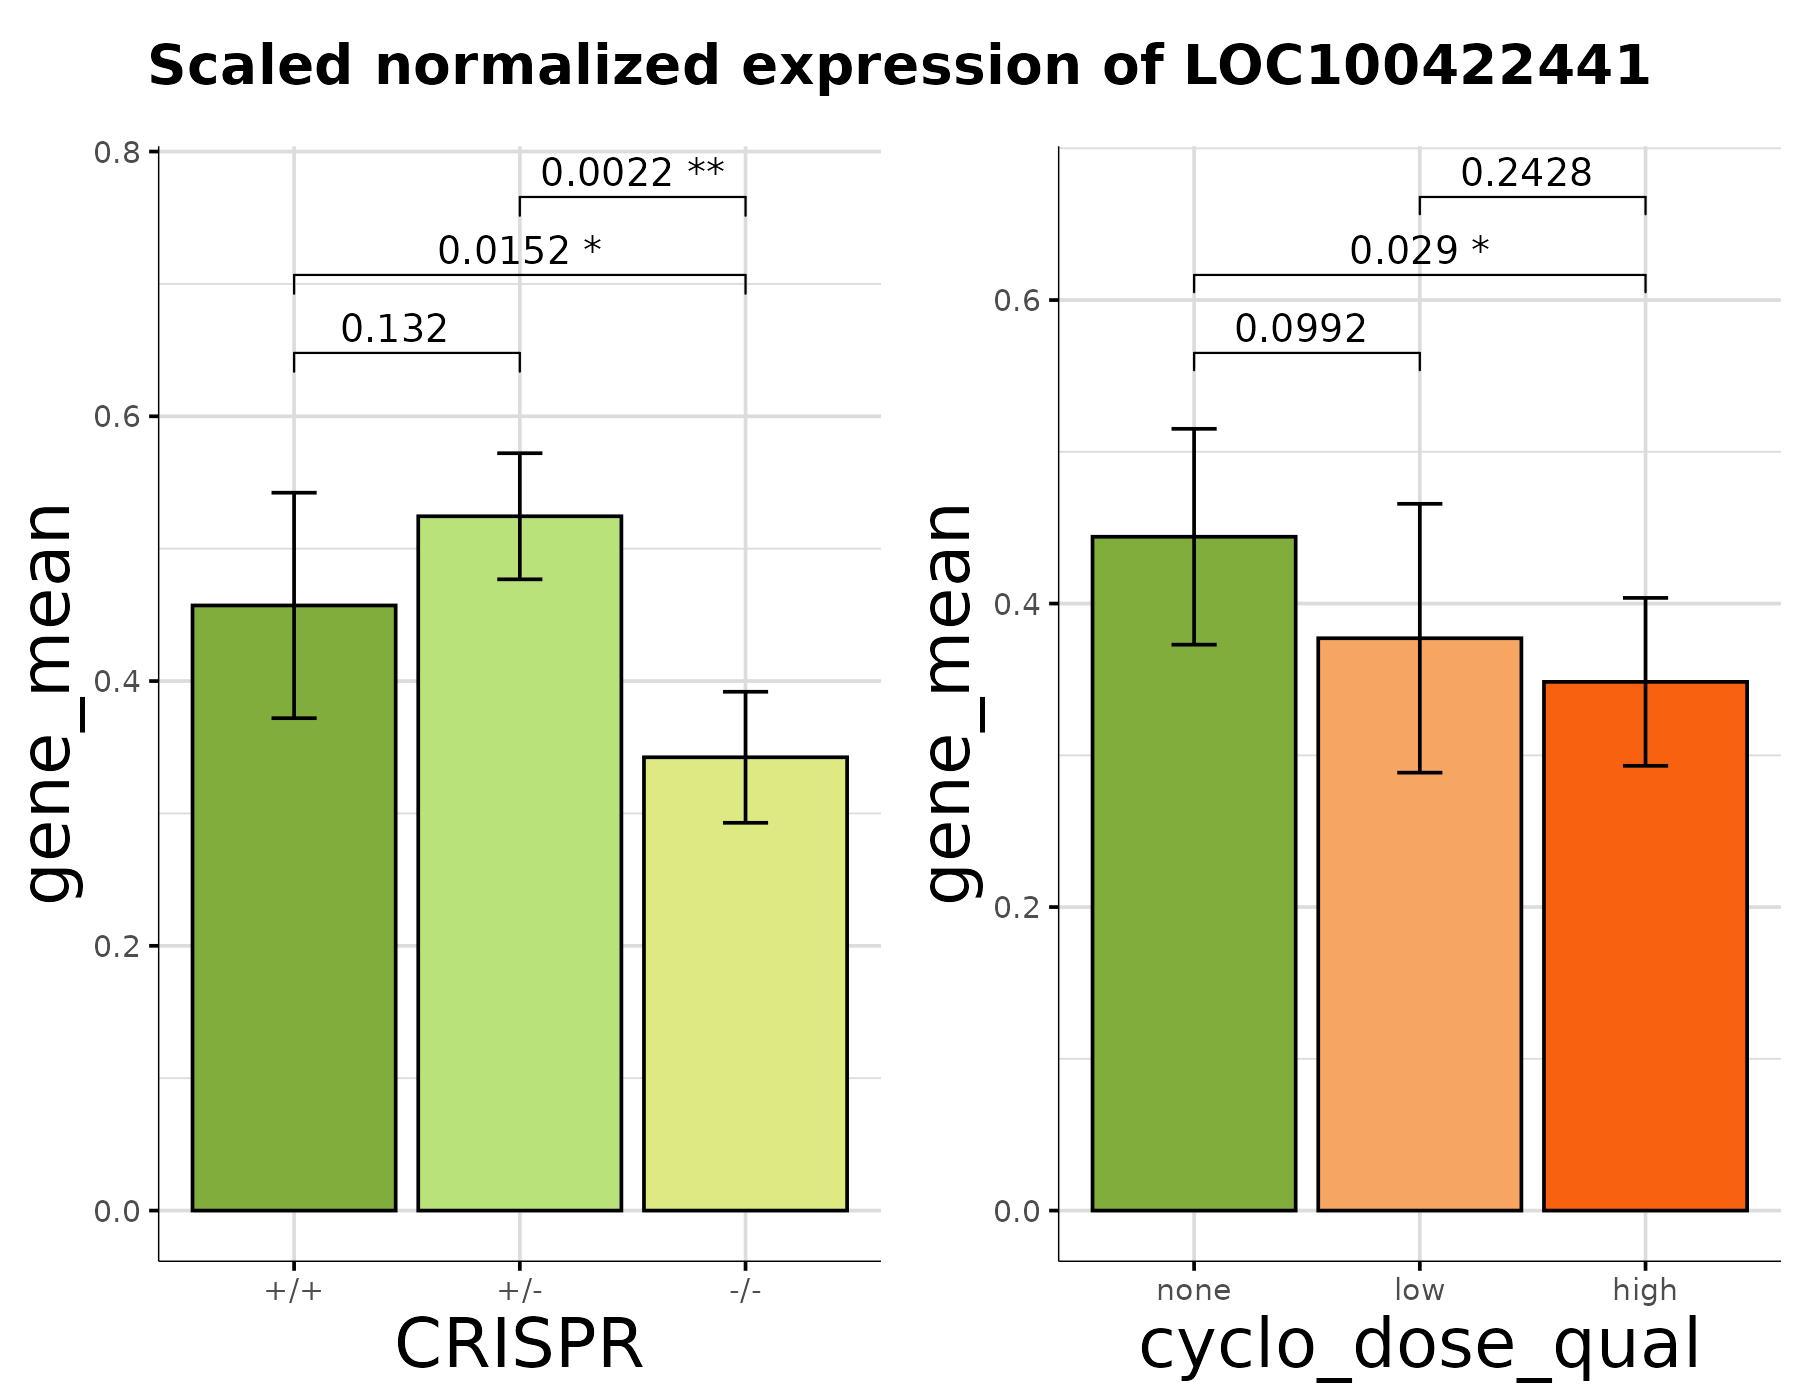 Scaled normalized expression of LOC100422441
gene_mean
0.8
0.6
0.4
0.2
0.0
0.0022 **
0.0152 *
0.132
+/+ +/- -/-
CRISPR
gene_mean
0.6
0.4
0.2
0.0
0.2428
0.029 *
0.0992
none low high
cyclo_dose_qual